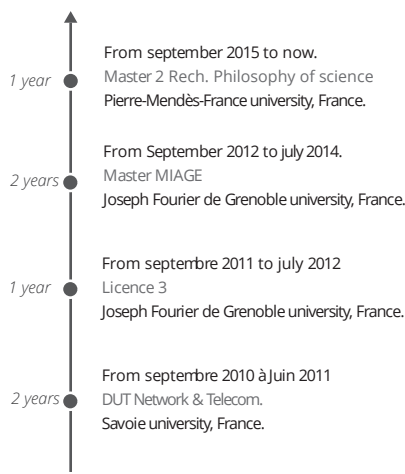 From september 2015 to now.
1 year
Master 2 Rech. Philosophy of science
Pierre-Mendès-France university, France.
From September 2012 to july 2014.
2 years
Master MIAGE
Joseph Fourier de Grenoble university, France.
From septembre 2011 to july 2012
1 year
Licence 3
Joseph Fourier de Grenoble university, France.
From septembre 2010 à Juin 2011
2 years
DUT Network & Telecom.
Savoie university, France.